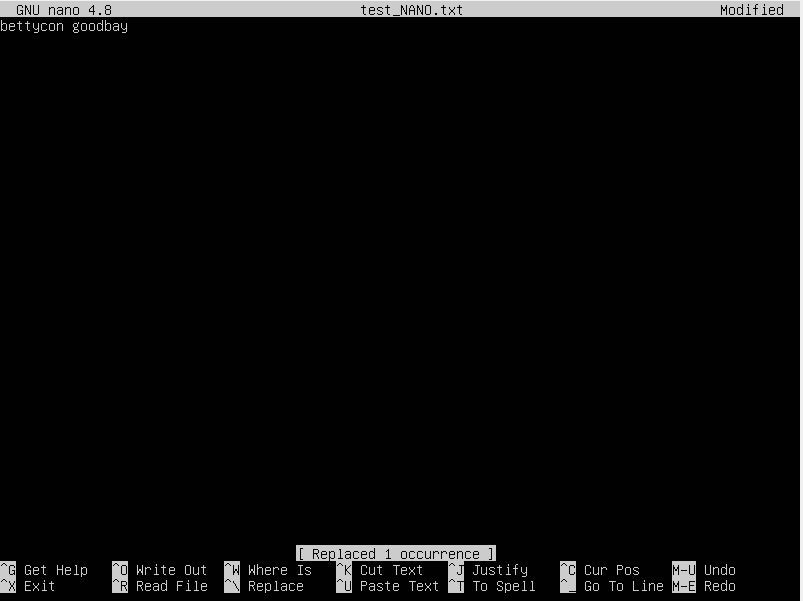 GNU nano 4.8 test_NANO.txt Modified
bettycon goodbay
[ Replaced 1 occurrence ]
^G Get Help ^O Write Out ^W Where Is ^K Cut Text ^J Justify ^C Cur Pos M-U Undo
^X Exit ^R Read File ^\ Replace ^U Paste Text ^T To Spell ^_ Go To Line M-E Redo